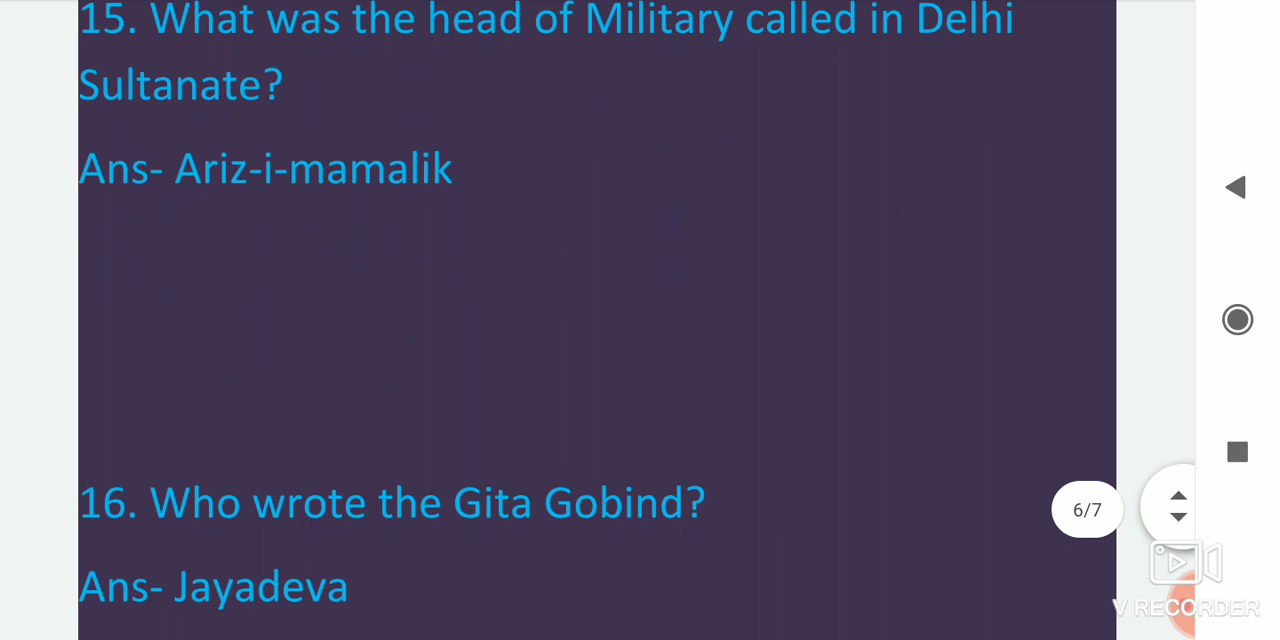 15. What was the head of Military called in Delhi
Sultanate?
Ans- Ariz-i-mamalik
16. Who wrote the Gita Gobind?
6/7
Ans- Jayadeva
V RECORDER